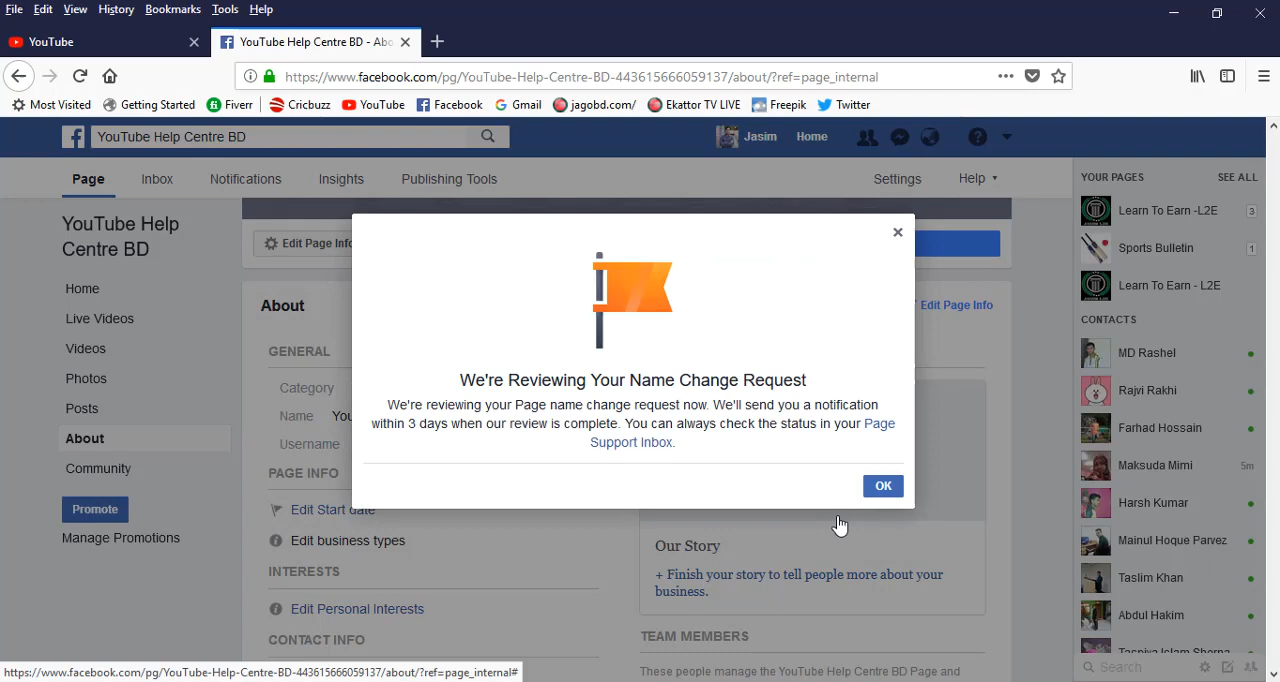 File Edit View History Bookmarks Tools Help
YouTube
YouTube Help Centre BD - Abo
https://www.facebook.com/pg/YouTube-Help-Centre-BD-443615666059137/about/?ref=page_internal
Most Visited Getting Started Fiverr Cricbuzz YouTube Facebook Gmail jagobd.com/ Ekattor TV LIVE Freepik Twitter
YouTube Help Centre BD
Jasim Home
Page Inbox Notifications Insights Publishing Tools Settings Help
YouTube Help
Centre BD
Home
Live Videos
Videos
Photos
Posts
About
Community
Promote
Manage Promotions
Edit Page Info
About
Edit Page Info
GENERAL
Category
Name You
Username
PAGE INFO
Edit Start date
Edit business types
INTERESTS
Edit Personal Interests
CONTACT INFO
We're Reviewing Your Name Change Request
We're reviewing your Page name change request now. We'll send you a notification
within 3 days when our review is complete. You can always check the status in your Page
Support Inbox.
OK
Our Story
+ Finish your story to tell people more about your
business.
TEAM MEMBERS
These people manage the YouTube Help Centre BD Page and
YOUR PAGES SEE ALL
Learn To Earn -L2E 3
Sports Bulletin 1
Learn To Earn - L2E
CONTACTS
MD Rashel
Rajvi Rakhi
Farhad Hossain
Maksuda Mimi 5m
Harsh Kumar
Mainul Hoque Parvez
Taslim Khan
Abdul Hakim
Search
https://www.facebook.com/pg/YouTube-Help-Centre-BD-443615666059137/about/?ref=page_internal#